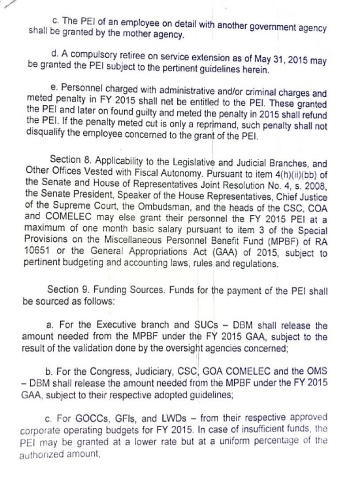 c. The PEI of an employee on detail with another government agency
shall be granted by the mother agency.
d. A compulsory retiree on service extension as of May 31, 2015 may
be granted the PEI subject to the pertinent guidelines herein.
e. Personnel charged with administrative and/or criminal charges and
meted penalty in FY 2015 shall not be entitled to the PEI. These granted
the PEI and later on found guilty and meted the penalty in 2015 shall refund
the PEI. If the penalty meted out is only a reprimand, such penalty shall not
disqualify the employee concerned to the grant of the PEI.
Section 8. Applicability to the Legislative and Judicial Branches, and
Other Offices Vested with Fiscal Autonomy. Pursuant to item 4(h)(ii)(bb) of
the Senate and House of Representatives Joint Resolution No. 4, s. 2008,
the Senate President, Speaker of the House Representatives, Chief Justice
of the Supreme Court, the Ombudsman, and the heads of the CSC, COA
and COMELEC may else grant their personnel the FY 2015 PEI at a
maximum of one month basic salary pursuant to item 3 of the Special
Provisions on the Miscellaneous Personnel Benefit Fund (MPBF) of RA
10651 or the General Appropriations Act (GAA) of 2015, subject to
pertinent budgeting and accounting laws, rules and regulations.
Section 9. Funding Sources. Funds for the payment of the PEI shall
be sourced as follows:
a. For the Executive branch and SUCs – DBM shall release the
amount needed from the MPBF under the FY 2015 GAA, subject to the
result of the validation done by the oversight agencies concerned;
b. For the Congress, Judiciary, CSC, GOA COMELEC and the OMS
– DBM shall release the amount needed from the MPBF under the FY 2015
GAA, subject to their respective adopted guidelines;
c. For GOCCs, GFIs, and LWDs – from their respective approved
corporate operating budgets for FY 2015. In case of insufficient funds, the
PEI may be granted at a lower rate but at a uniform percentage of the
authorized amount,